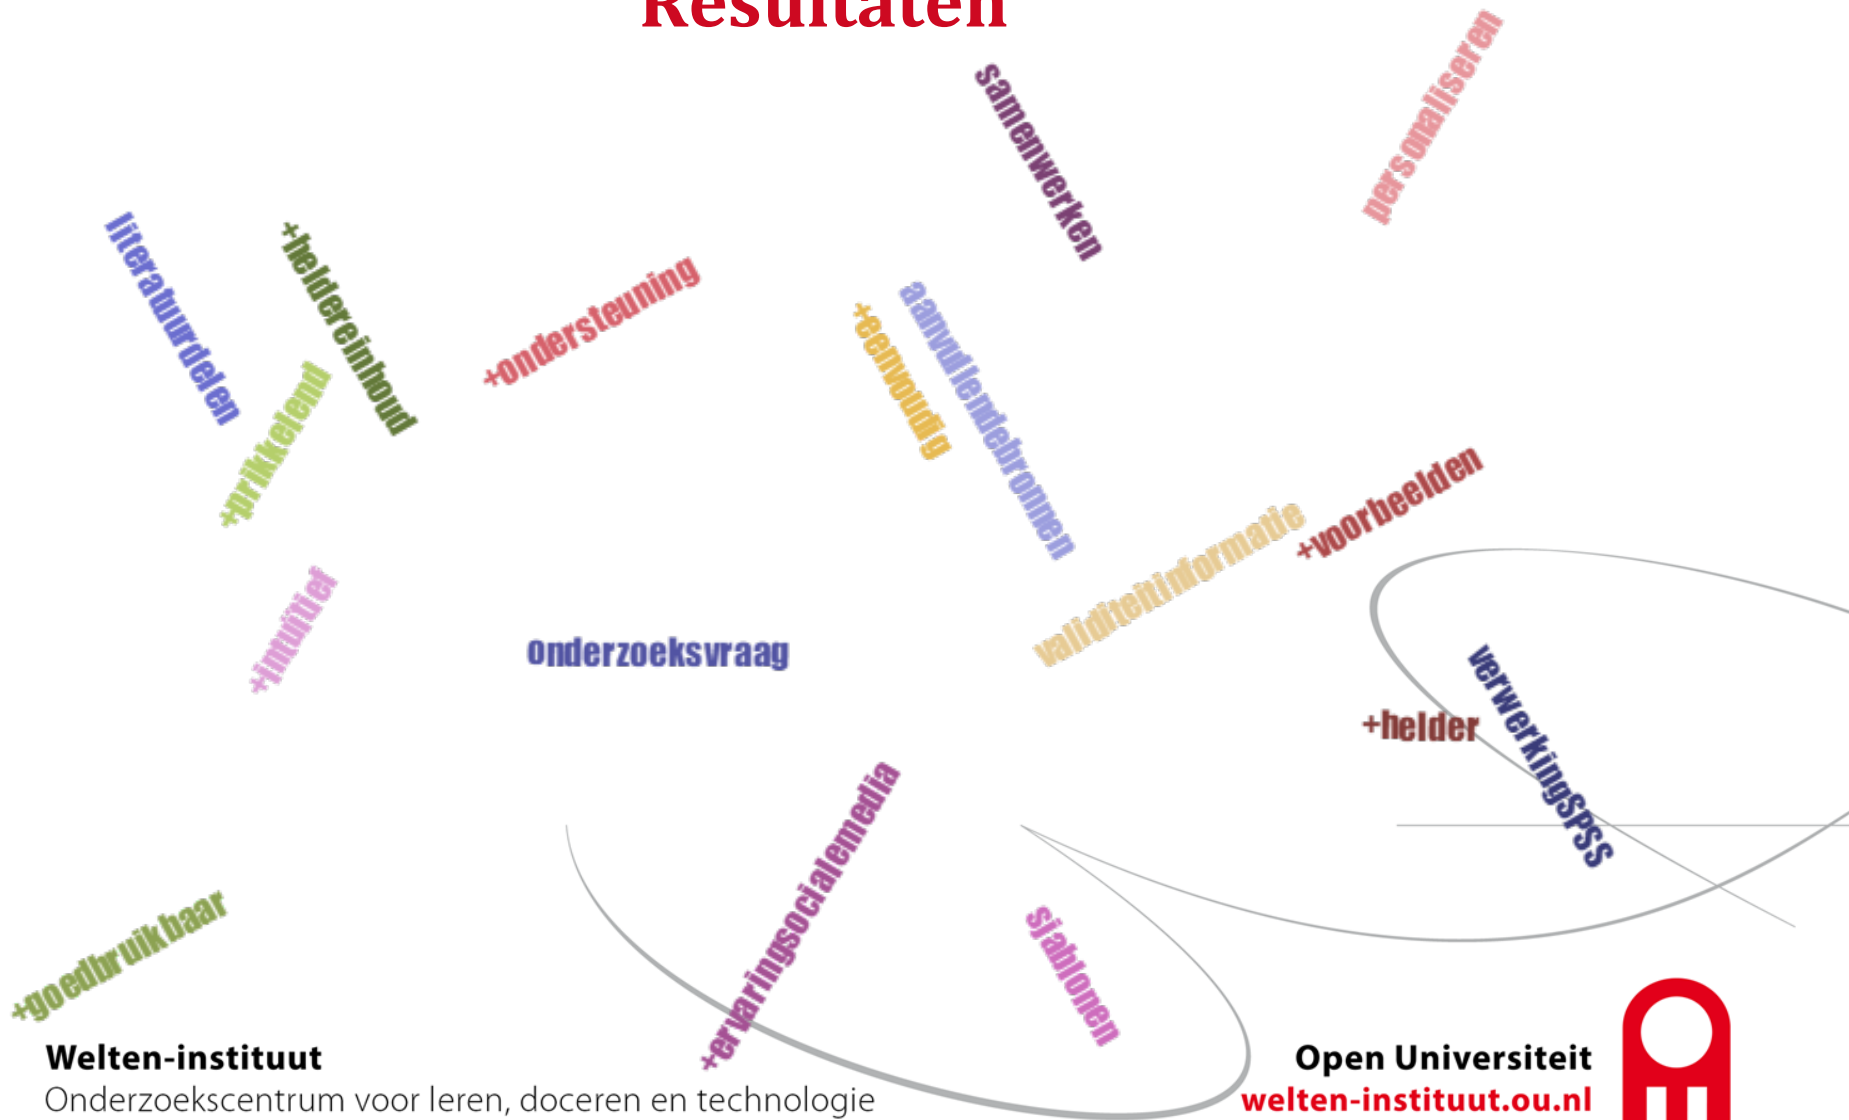 Resultaten
personaliseren
samenwerken
literatuurdelen
+heldereinhoud
+ondersteuning
+eenvoudig
aanvullendebronnen
+prikkelend
+voorbeelden
validiteitinformatie
+intuïtief
onderzoeksvraag
verwerkingSPSS
+helder
+ervaringsocialemedia
+goedbruikbaar
sjablonen
Welten-instituut
Onderzoekscentrum voor leren, doceren en technologie
Open Universiteit
welten-instituut.ou.nl